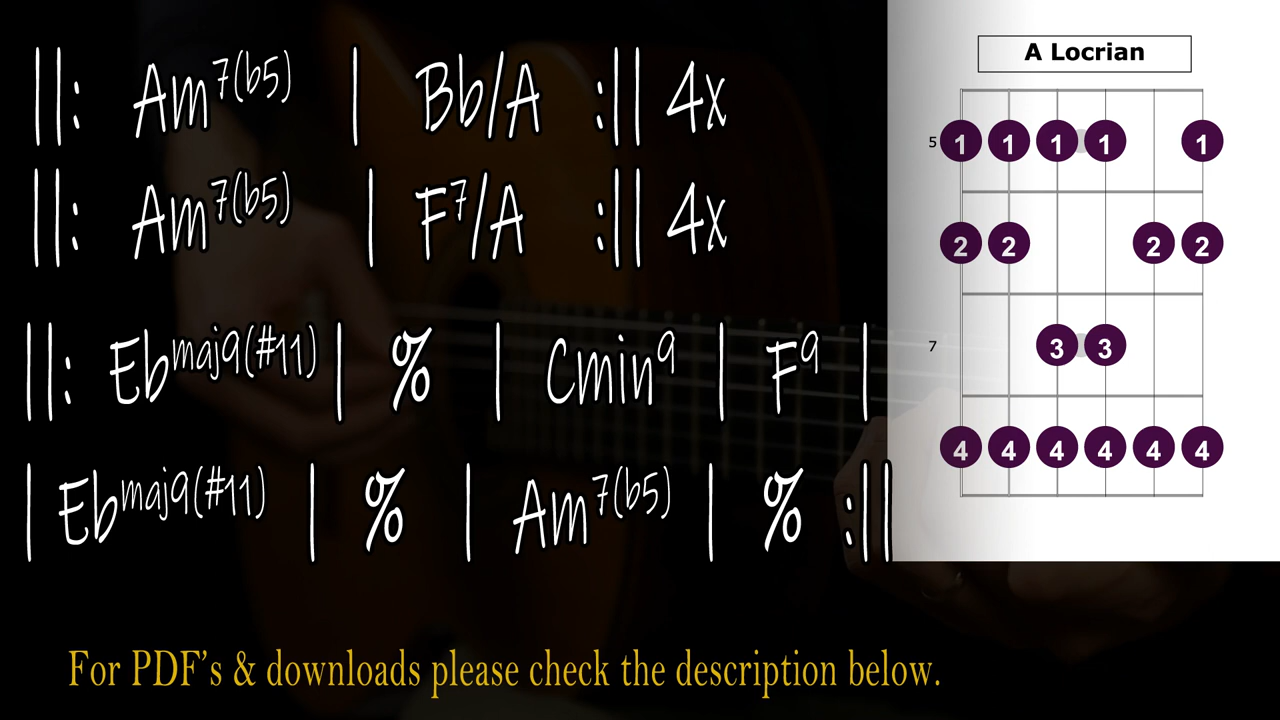 ||: Am7(b5) | Bb/A :|| 4x
||: Am7(b5) | F7/A :|| 4x
||: Ebmaj9(#11) | % | Cmin9 | F9 |
| Ebmaj9(#11) | % | Am7(b5) | % :||
For PDF's & downloads please check the description below.
A Locrian
5 1 1 1 1 1
2 2 2 2
7 3 3
4 4 4 4 4 4